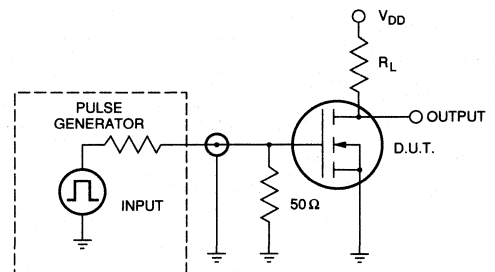 V_DD
R_L
PULSE
GENERATOR
OUTPUT
D.U.T.
INPUT
50Ω